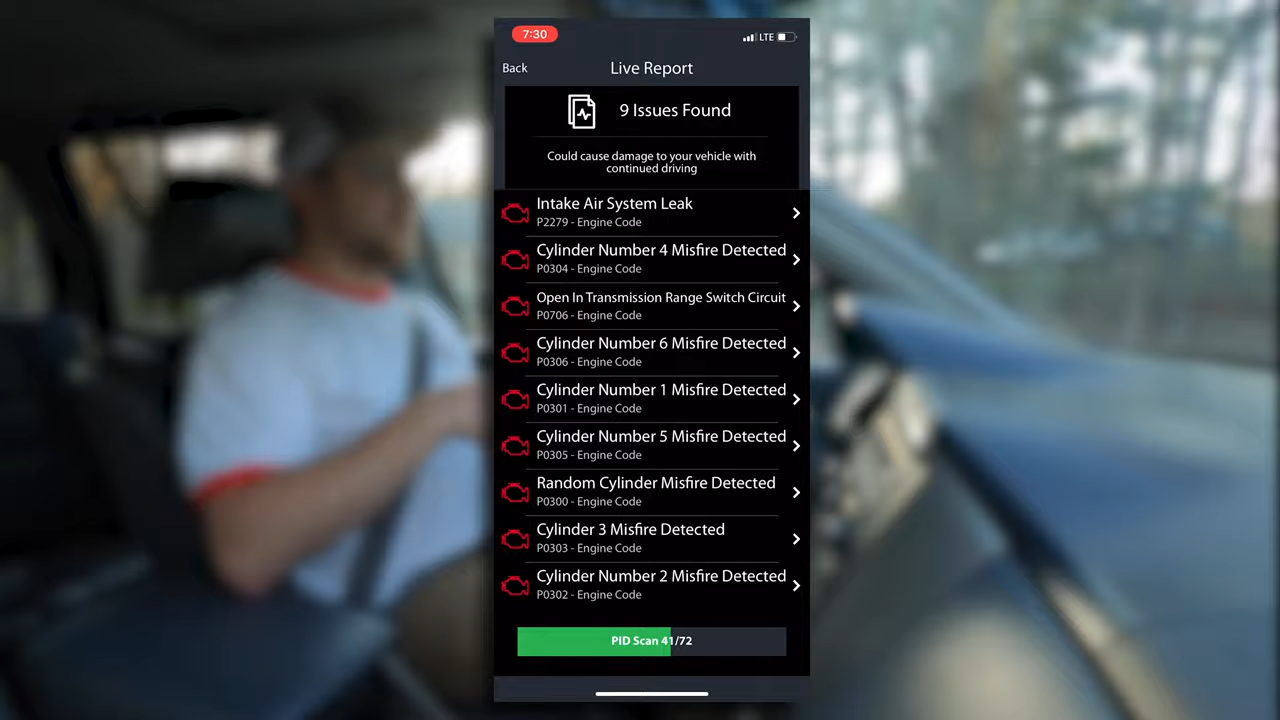 7:30
LTE
Back
Live Report
9 Issues Found
Could cause damage to your vehicle with
continued driving
Intake Air System Leak
P2279 - Engine Code
Cylinder Number 4 Misfire Detected
P0304 - Engine Code
Open In Transmission Range Switch Circuit
P0706 - Engine Code
Cylinder Number 6 Misfire Detected
P0306 - Engine Code
Cylinder Number 1 Misfire Detected
P0301 - Engine Code
Cylinder Number 5 Misfire Detected
P0305 - Engine Code
Random Cylinder Misfire Detected
P0300 - Engine Code
Cylinder 3 Misfire Detected
P0303 - Engine Code
Cylinder Number 2 Misfire Detected
P0302 - Engine Code
PID Scan 41/72